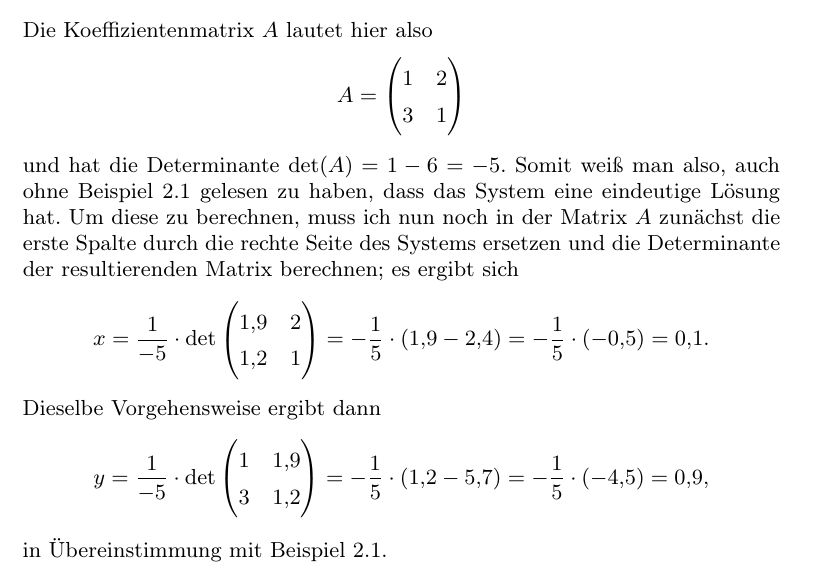 Die Koeffizientenmatrix A lautet hier also
A = \begin{pmatrix} 1 & 2 \\ 3 & 1 \end{pmatrix}
und hat die Determinante det(A) = 1 − 6 = −5. Somit weiß man also, auch
ohne Beispiel 2.1 gelesen zu haben, dass das System eine eindeutige Lösung
hat. Um diese zu berechnen, muss ich nun noch in der Matrix A zunächst die
erste Spalte durch die rechte Seite des Systems ersetzen und die Determinante
der resultierenden Matrix berechnen; es ergibt sich
x = \frac{1}{-5} · det \begin{pmatrix} 1,9 & 2 \\ 1,2 & 1 \end{pmatrix} = −\frac{1}{5} · (1,9 − 2,4) = −\frac{1}{5} · (−0,5) = 0,1.
Dieselbe Vorgehensweise ergibt dann
y = \frac{1}{-5} · det \begin{pmatrix} 1 & 1,9 \\ 3 & 1,2 \end{pmatrix} = −\frac{1}{5} · (1,2 − 5,7) = −\frac{1}{5} · (−4,5) = 0,9,
in Übereinstimmung mit Beispiel 2.1.